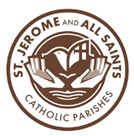 ST. JEROME AND ALL SAINTS
CATHOLIC PARISHES